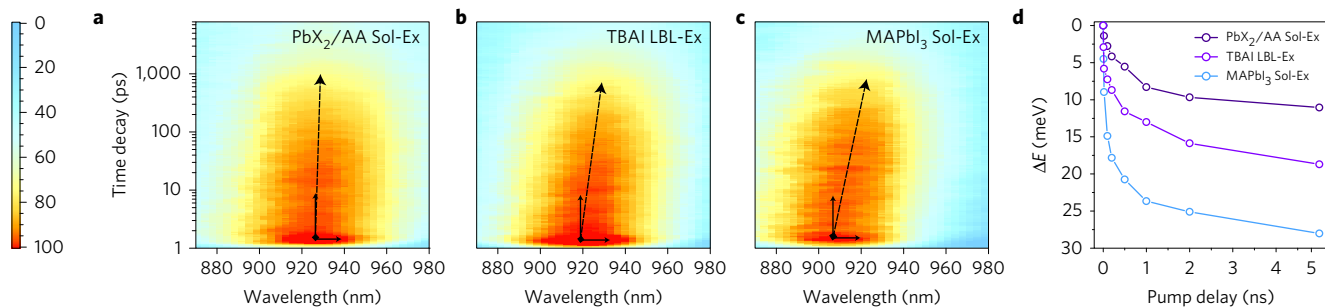 0
20
40
60
80
100
a
PbX2/AA Sol-Ex
Time decay (ps)
1,000
100
10
1
880 900 920 940 960 980
Wavelength (nm)
b
TBAI LBL-Ex
880 900 920 940 960 980
Wavelength (nm)
c
MAPbI3 Sol-Ex
880 900 920 940 960 980
Wavelength (nm)
d
ΔE (meV)
0
5
10
15
20
25
30
PbX2/AA Sol-Ex
TBAI LBL-Ex
MAPbI3 Sol-Ex
0 1 2 3 4 5
Pump delay (ns)